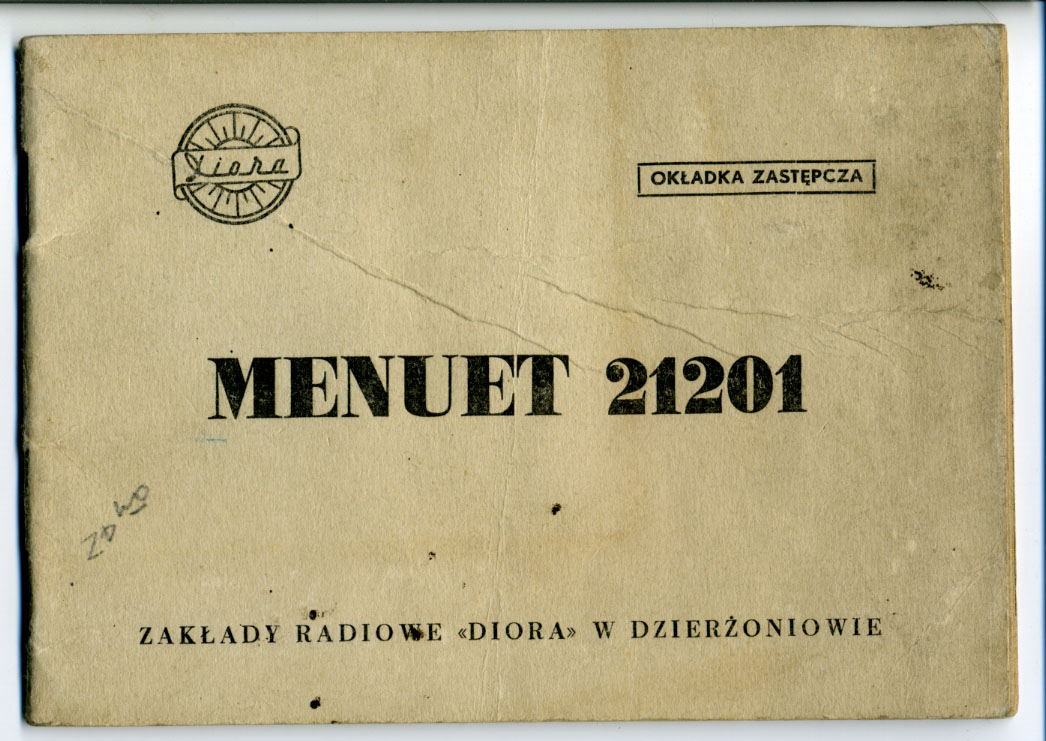 Diora
OKŁADKA ZASTĘPCZA
MENUET 21201
ZAKŁADY RADIOWE «DIORA» W DZIERŻONIOWIE